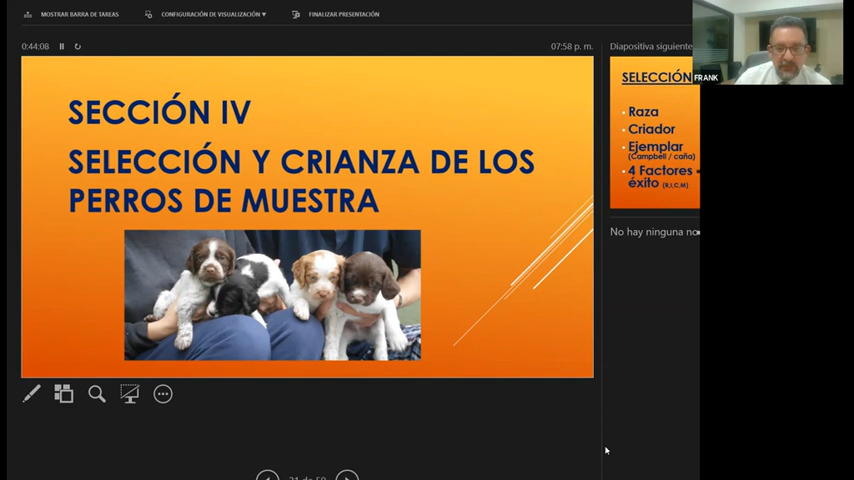 MOSTRAR BARRA DE TAREAS
CONFIGURACIÓN DE VISUALIZACIÓN ▾
FINALIZAR PRESENTACIÓN
0:44:08
07:58 p. m.
Diapositiva siguiente
FRANK
SECCIÓN IV
SELECCIÓN Y CRIANZA DE LOS
PERROS DE MUESTRA
SELECCIÓN
• Raza
• Criador
• Ejemplar
(Campbell / caña)
• 4 Factores
éxito (R,I,C,M)
No hay ninguna